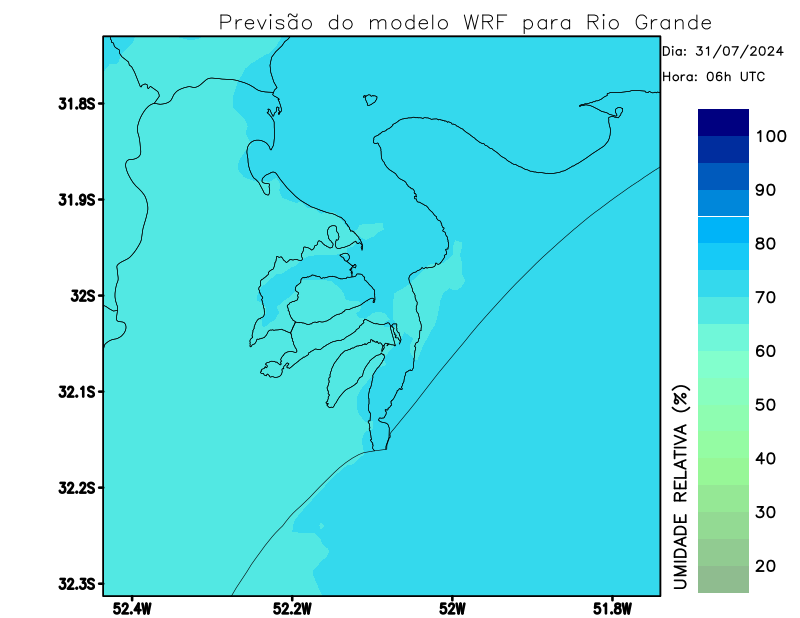 Previsão do modelo WRF para Rio Grande
Dia: 31/07/2024
Hora: 06h UTC
31.8S
31.9S
32S
32.1S
32.2S
32.3S
52.4W
52.2W
52W
51.8W
100
90
80
70
60
50
40
30
20
UMIDADE RELATIVA (%)